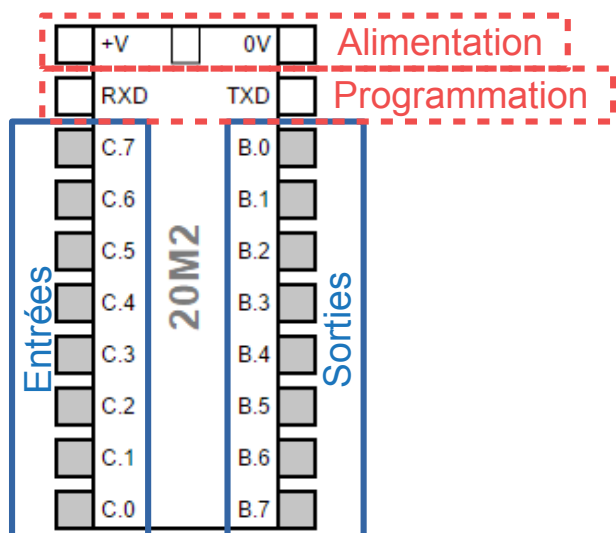 +V 0V Alimentation
RXD TXD Programmation
C.7 B.0
C.6 B.1
C.5 B.2
C.4 B.3
C.3 B.4
C.2 B.5
C.1 B.6
C.0 B.7
Entrées
20M2
Sorties